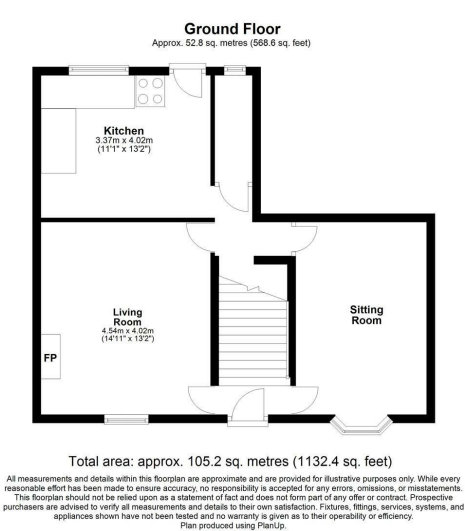 Ground Floor
Approx. 52.8 sq. metres (568.6 sq. feet)
Kitchen
3.37m x 4.02m
(11'1" x 13'2")
Living
Room
4.54m x 4.02m
(14'11" x 13'2")
FP
Sitting
Room
Total area: approx. 105.2 sq. metres (1132.4 sq. feet)
All measurements and details within this floorplan are approximate and are provided for illustrative purposes only. While every
reasonable effort has been made to ensure accuracy, no responsibility is accepted for any errors, omissions, or misstatements.
This floorplan should not be relied upon as a statement of fact and does not form part of any offer or contract. Prospective
purchasers are advised to verify all measurements and details to their own satisfaction. Fixtures, fittings, services, systems, and
appliances shown have not been tested and no warranty is given as to their operability or efficiency.
Plan produced using PlanUp.